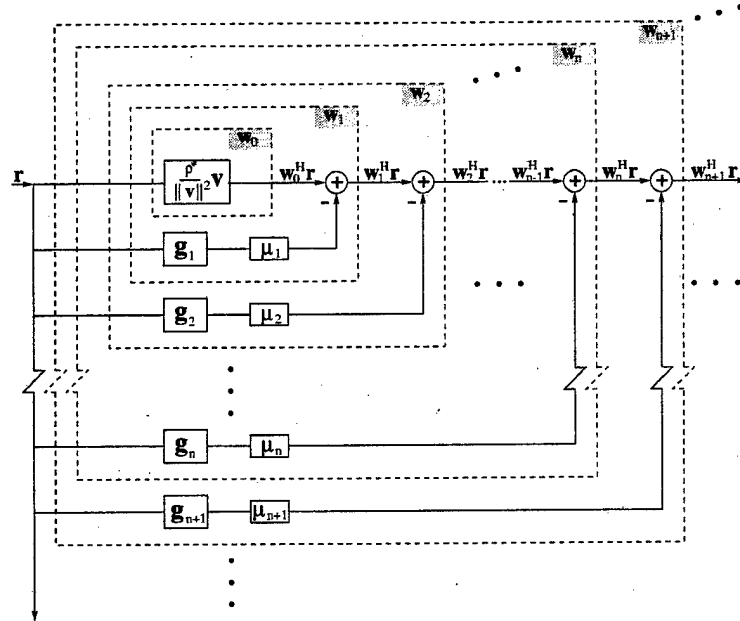 w_{n+1}
w_n
w_2
w_1
w_0
r
ρ* / ‖v‖² v
w_0^H r
+
w_1^H r
+
w_2^H r ... w_{n-1}^H r
+
w_n^H r
+
w_{n+1}^H r
-
-
-
-
g_1
μ_1
g_2
μ_2
g_n
μ_n
g_{n+1}
μ_{n+1}